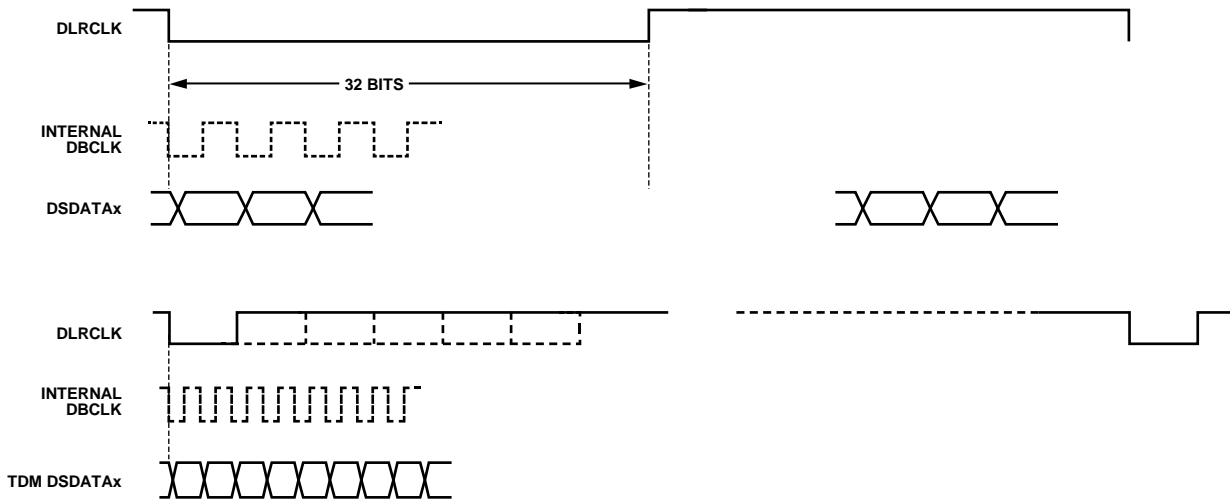 DLRCLK
32 BITS
INTERNAL
DBCLK
DSDATAx
DLRCLK
INTERNAL
DBCLK
TDM DSDATAx